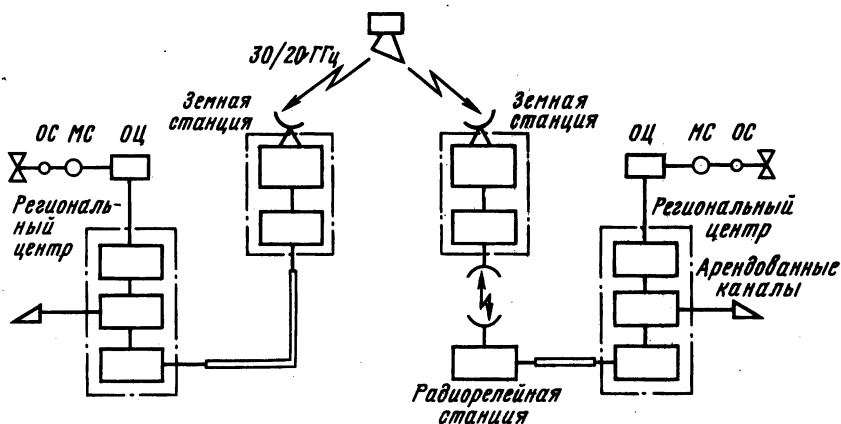 30/20 ГГц
Земная
станция
Земная
станция
ОС МС ОЦ
ОЦ МС ОС
Региональ-
ный
центр
Региональный
центр
Арендованные
каналы
Радиорелейная
станция